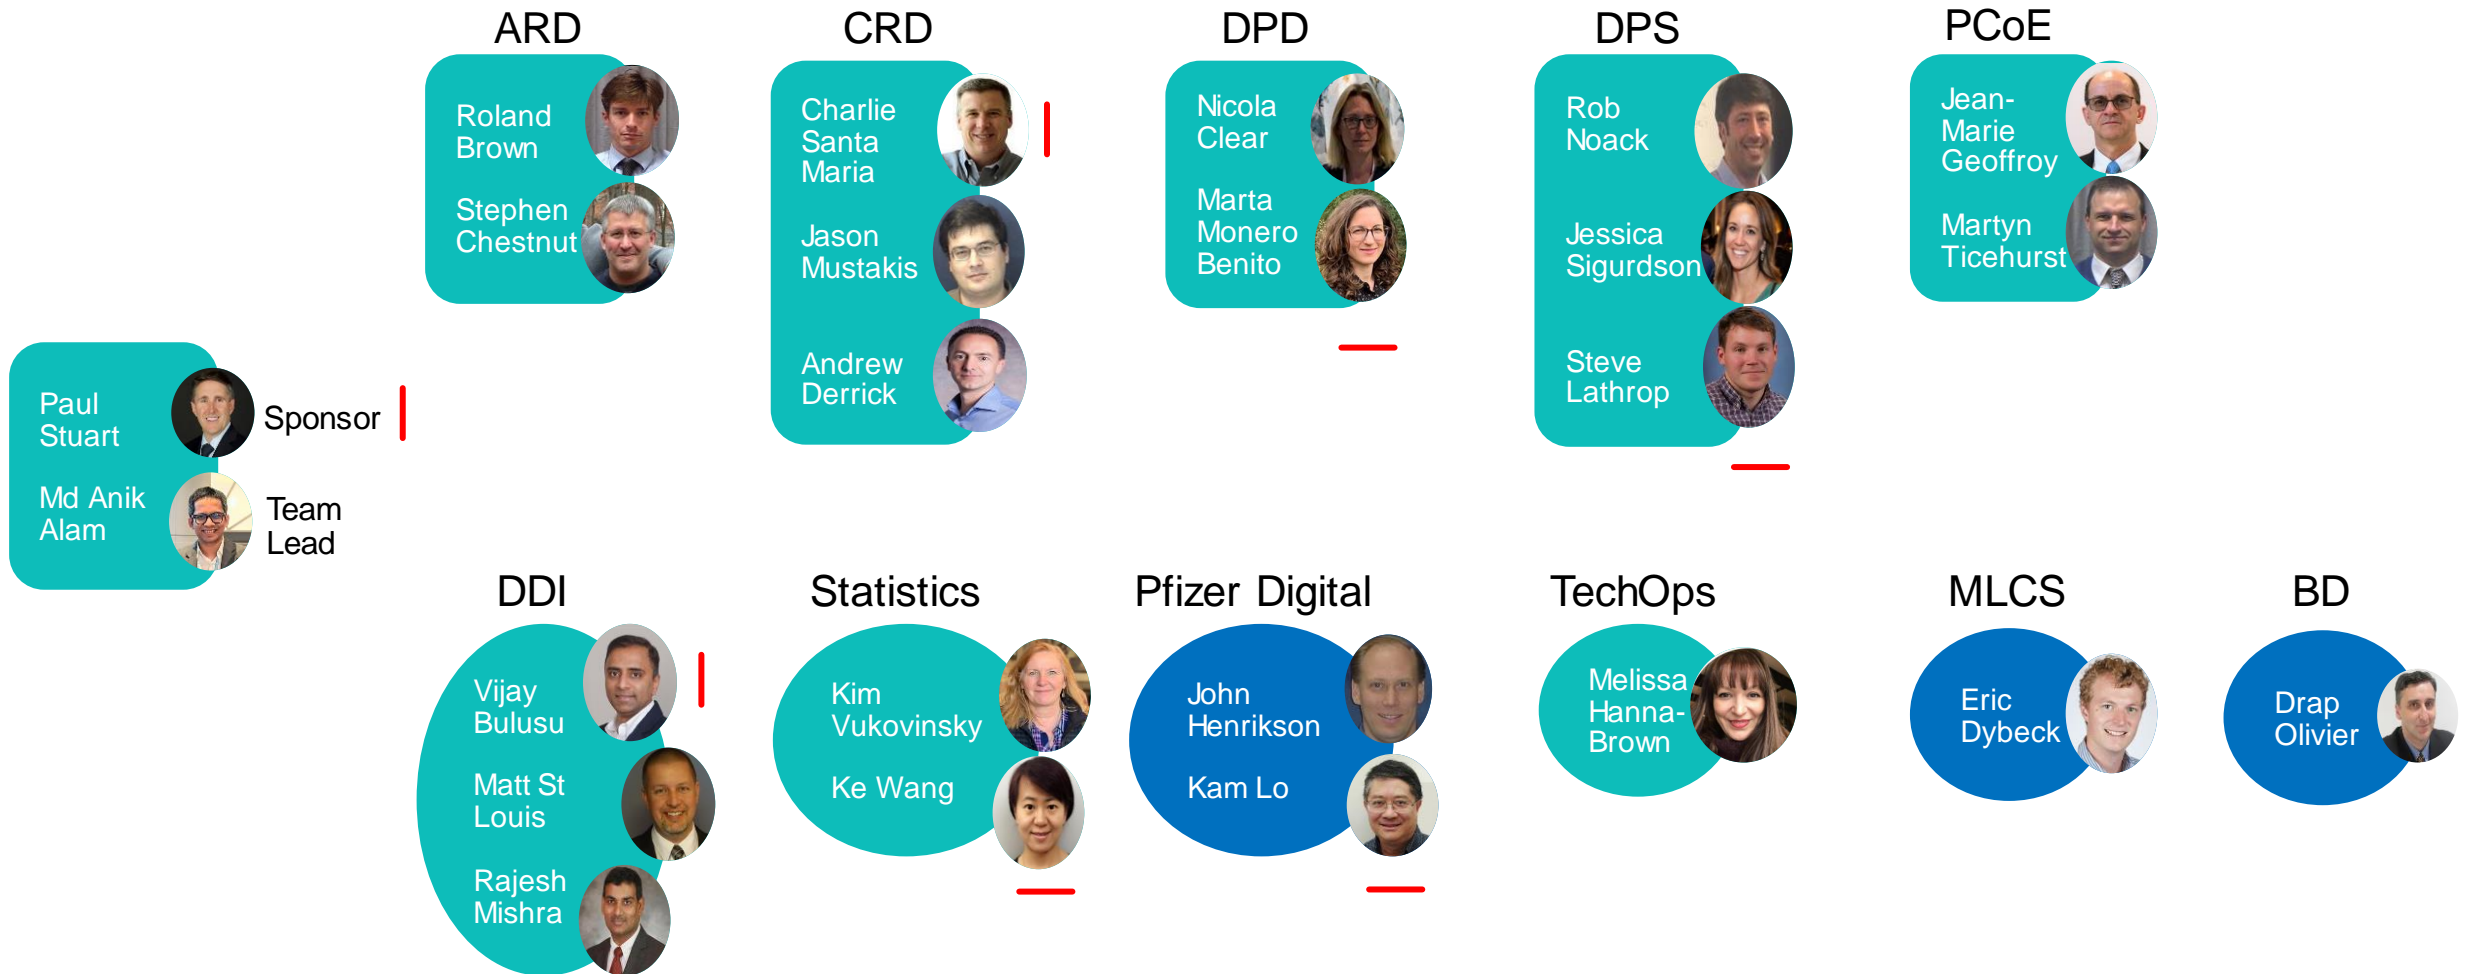 ARD
Roland
Brown
Stephen
Chestnut
CRD
Charlie
Santa
Maria
Jason
Mustakis
Andrew
Derrick
DPD
Nicola
Clear
Marta
Monero
Benito
DPS
Rob
Noack
Jessica
Sigurdson
Steve
Lathrop
PCoE
Jean-
Marie
Geoffroy
Martyn
Ticehurst
Paul
Stuart
Sponsor
Md Anik
Alam
Team
Lead
DDI
Vijay
Bulusu
Matt St
Louis
Rajesh
Mishra
Statistics
Kim
Vukovinsky
Ke Wang
Pfizer Digital
John
Henrikson
Kam Lo
TechOps
Melissa
Hanna-
Brown
MLCS
Eric
Dybeck
BD
Drap
Olivier